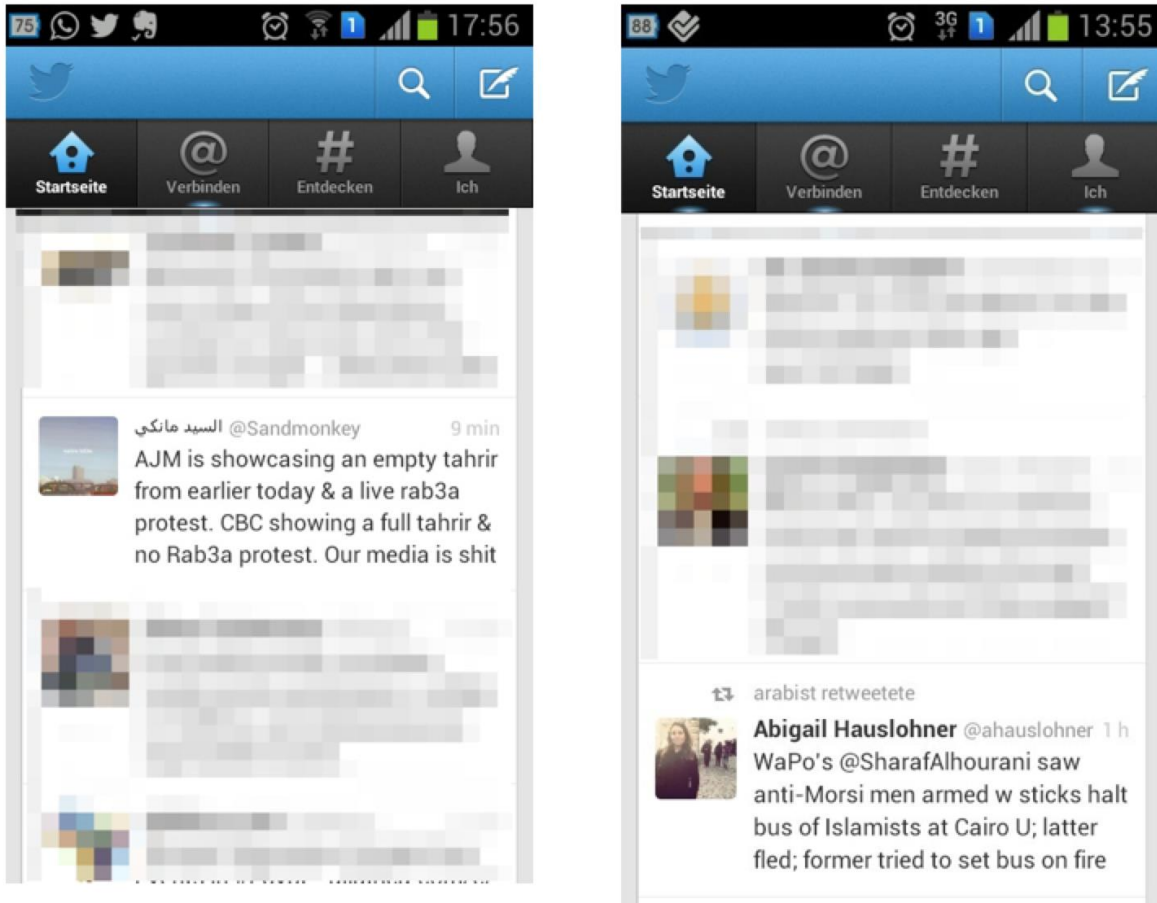 75
1
17:56
Startseite
@
Verbinden
#
Entdecken
Ich
السيد مانكي @Sandmonkey 9 min
AJM is showcasing an empty tahrir
from earlier today & a live rab3a
protest. CBC showing a full tahrir &
no Rab3a protest. Our media is shit
88
3G
1
13:55
Startseite
@
Verbinden
#
Entdecken
Ich
arabist retweetete
Abigail Hauslohner @ahauslohner 1 h
WaPo's @SharafAlhourani saw
anti-Morsi men armed w sticks halt
bus of Islamists at Cairo U; latter
fled; former tried to set bus on fire